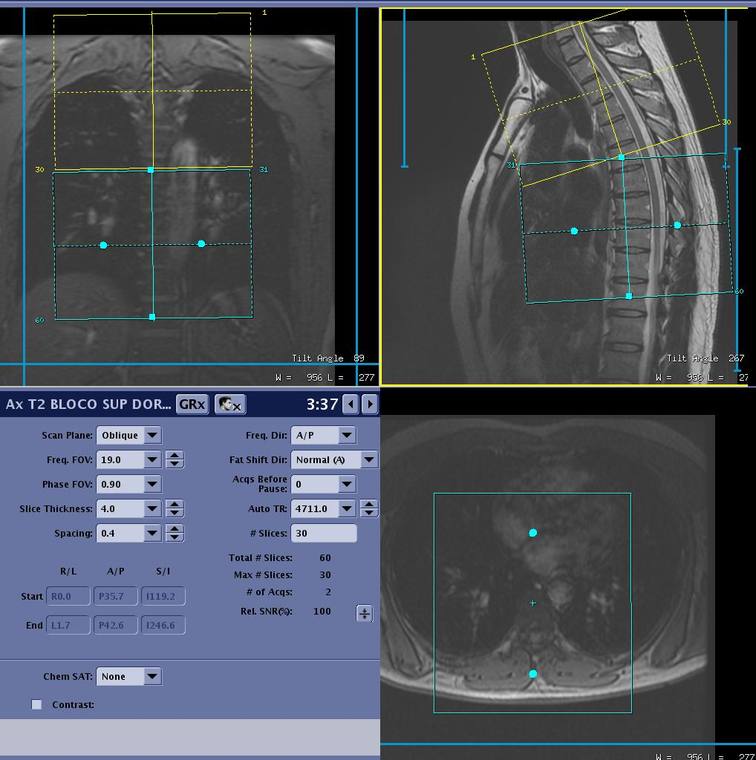 1
30
31
60
Tilt Angle 89
W = 956 L = 277
1
30
31
60
Tilt Angle 267
W = 956 L = 27
Ax T2 BLOCO SUP DOR... GRx 3:37
Scan Plane: Oblique Freq. Dir: A/P
Freq. FOV: 19.0 Fat Shift Dir: Normal (A)
Phase FOV: 0.90 Acqs Before Pause: 0
Slice Thickness: 4.0 Auto TR: 4711.0
Spacing: 0.4 # Slices: 30
Total # Slices: 60
Max # Slices: 30
# of Acqs: 2
Rel. SNR(%): 100
R/L A/P S/I
Start R0.0 P35.7 I119.2
End L1.7 P42.6 I246.6
Chem SAT: None
Contrast:
W = 956 L = 277